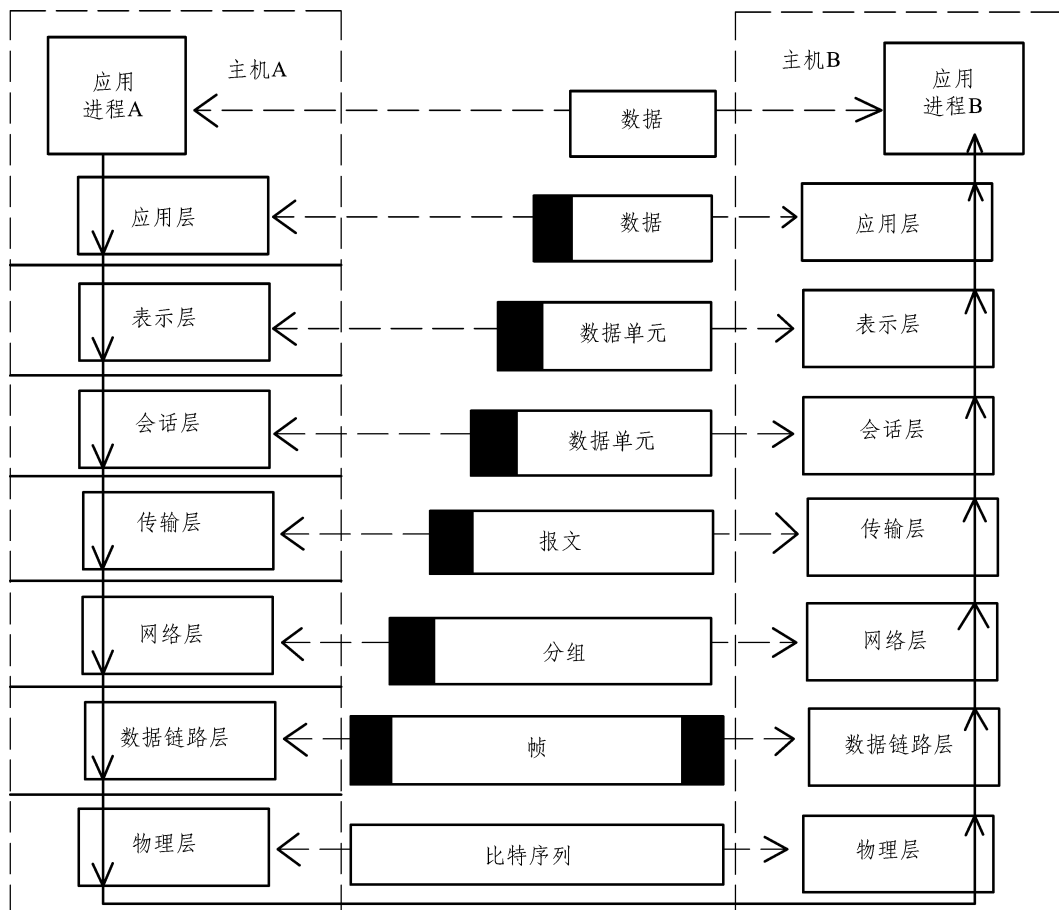 应用
进程A
主机A
主机B
应用
进程B
数据
应用层
数据
应用层
表示层
数据单元
表示层
会话层
数据单元
会话层
传输层
报文
传输层
网络层
分组
网络层
数据链路层
帧
数据链路层
物理层
比特序列
物理层